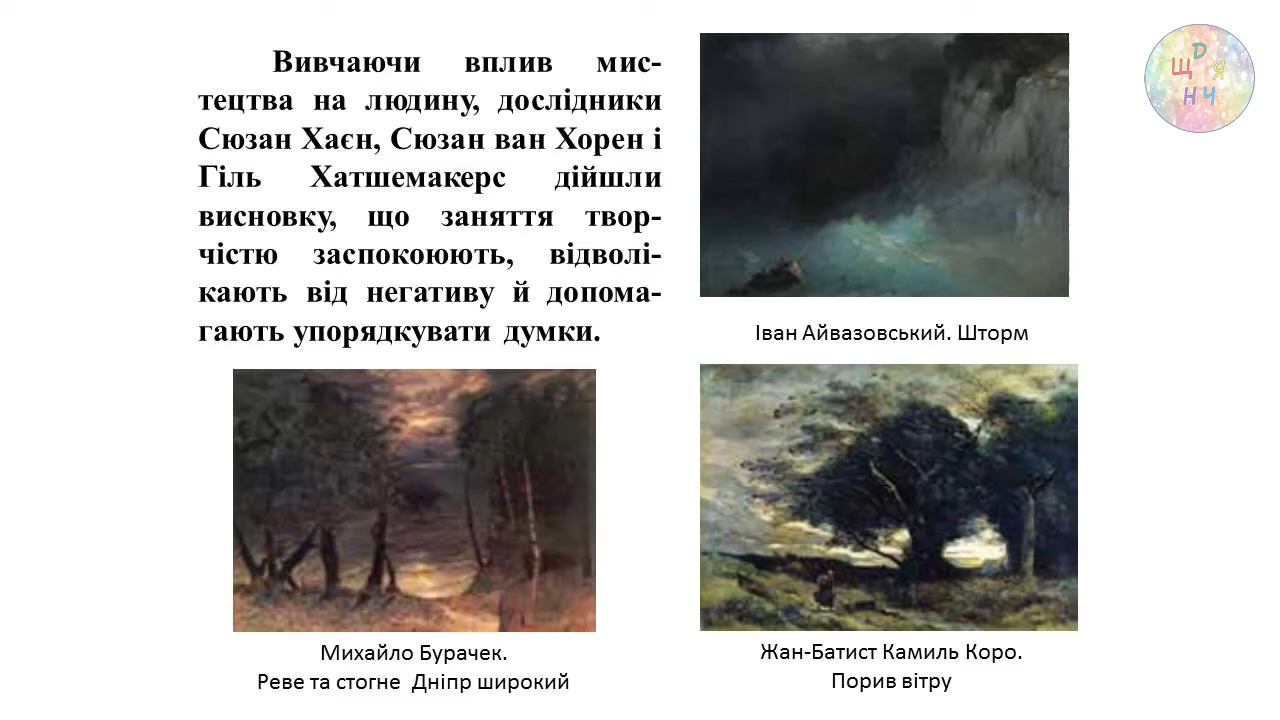 Вивчаючи вплив мис-
тецтва на людину, дослідники
Сюзан Хаєн, Сюзан ван Хорен і
Гіль Хатшемакерс дійшли
висновку, що заняття твор-
чістю заспокоюють, відволі-
кають від негативу й допома-
гають упорядкувати думки.
Іван Айвазовський. Шторм
Михайло Бурачек.
Реве та стогне Дніпр широкий
Жан-Батист Камиль Коро.
Порив вітру
Д
Щ Я
Н Ч